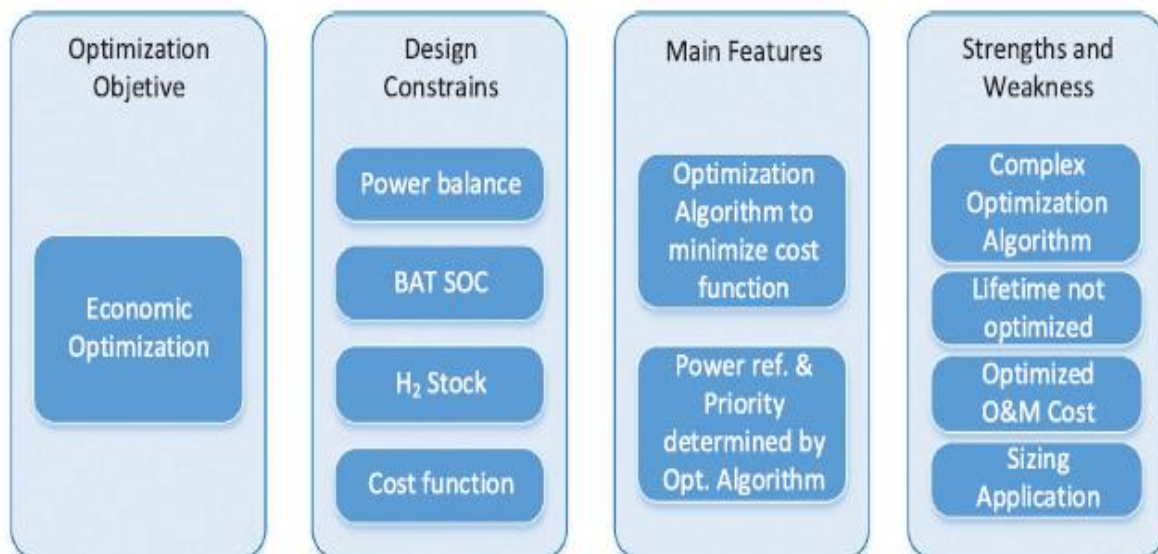 Optimization
Objetive
Economic
Optimization
Design
Constrains
Power balance
BAT SOC
H₂ Stock
Cost function
Main Features
Optimization
Algorithm to
minimize cost
function
Power ref. &
Priority
determined by
Opt. Algorithm
Strengths and
Weakness
Complex
Optimization
Algorithm
Lifetime not
optimized
Optimized
O&M Cost
Sizing
Application